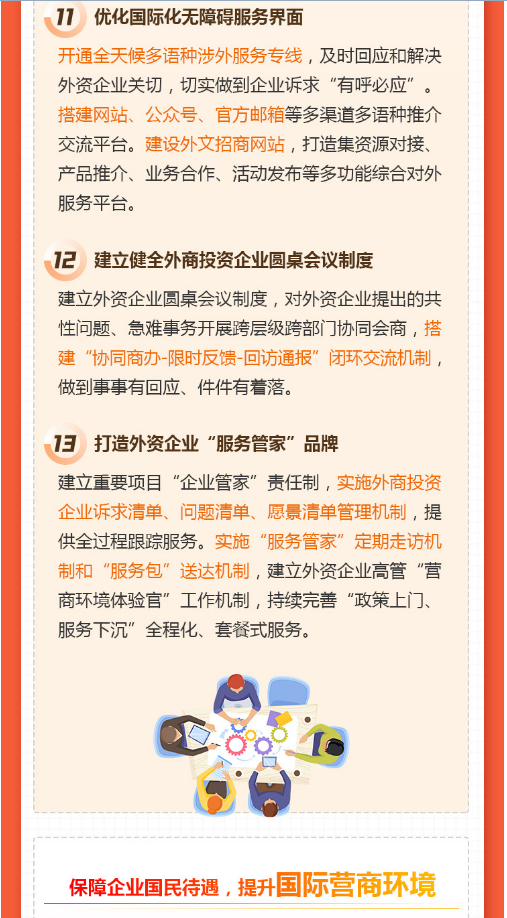 11 优化国际化无障碍服务界面
开通全天候多语种涉外服务专线，及时回应和解决
外资企业关切，切实做到企业诉求“有呼必应”。
搭建网站、公众号、官方邮箱等多渠道多语种推介
交流平台。建设外文招商网站，打造集资源对接、
产品推介、业务合作、活动发布等多功能综合对外
服务平台。
12 建立健全外商投资企业圆桌会议制度
建立外资企业圆桌会议制度，对外资企业提出的共
性问题、急难事务开展跨层级跨部门协同会商，搭
建“协同商办-限时反馈-回访通报”闭环交流机制，
做到事事有回应、件件有着落。
13 打造外资企业“服务管家”品牌
建立重要项目“企业管家”责任制，实施外商投资
企业诉求清单、问题清单、愿景清单管理机制，提
供全过程跟踪服务。实施“服务管家”定期走访机
制和“服务包”送达机制，建立外资企业高管“营
商环境体验官”工作机制，持续完善“政策上门、
服务下沉”全程化、套餐式服务。
保障企业国民待遇，提升国际营商环境